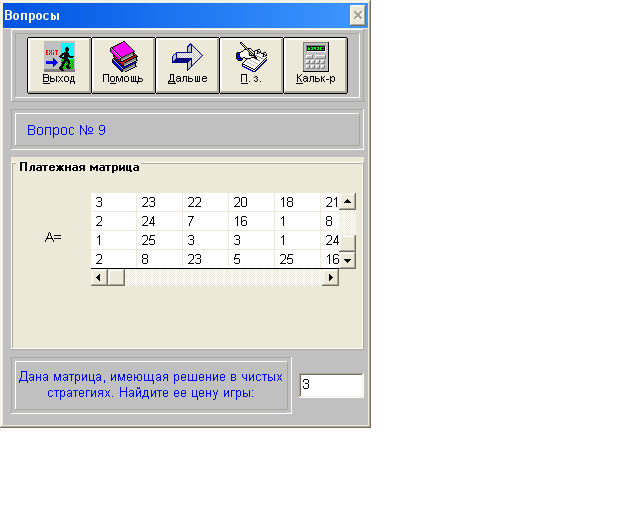 Вопросы
EXIT
Выход Помощь Дальше П. з. Кальк-р
Вопрос № 9
Платежная матрица
3 23 22 20 18 21
2 24 7 16 1 8
A=
1 25 3 3 1 24
2 8 23 5 25 16
Дана матрица, имеющая решение в чистых
стратегиях. Найдите ее цену игры:
3